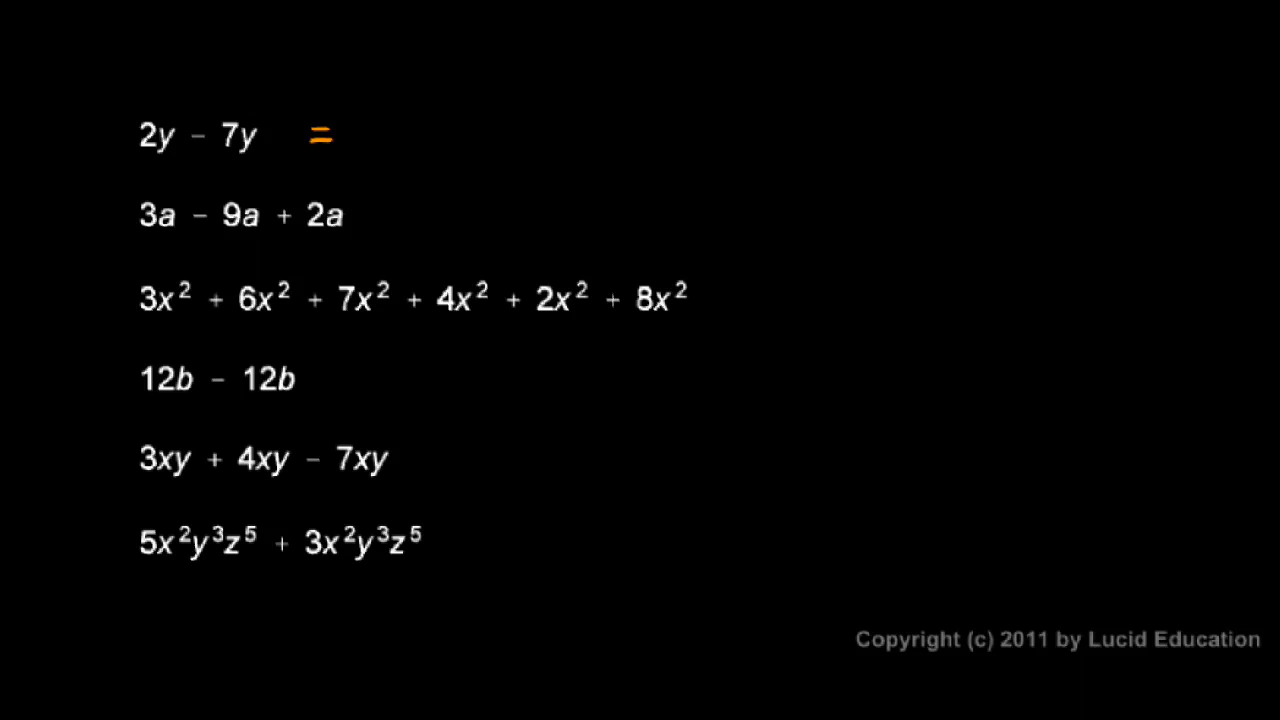 2y − 7y =
3a − 9a + 2a
3x² + 6x² + 7x² + 4x² + 2x² + 8x²
12b − 12b
3xy + 4xy − 7xy
5x²y³z⁵ + 3x²y³z⁵
Copyright (c) 2011 by Lucid Education